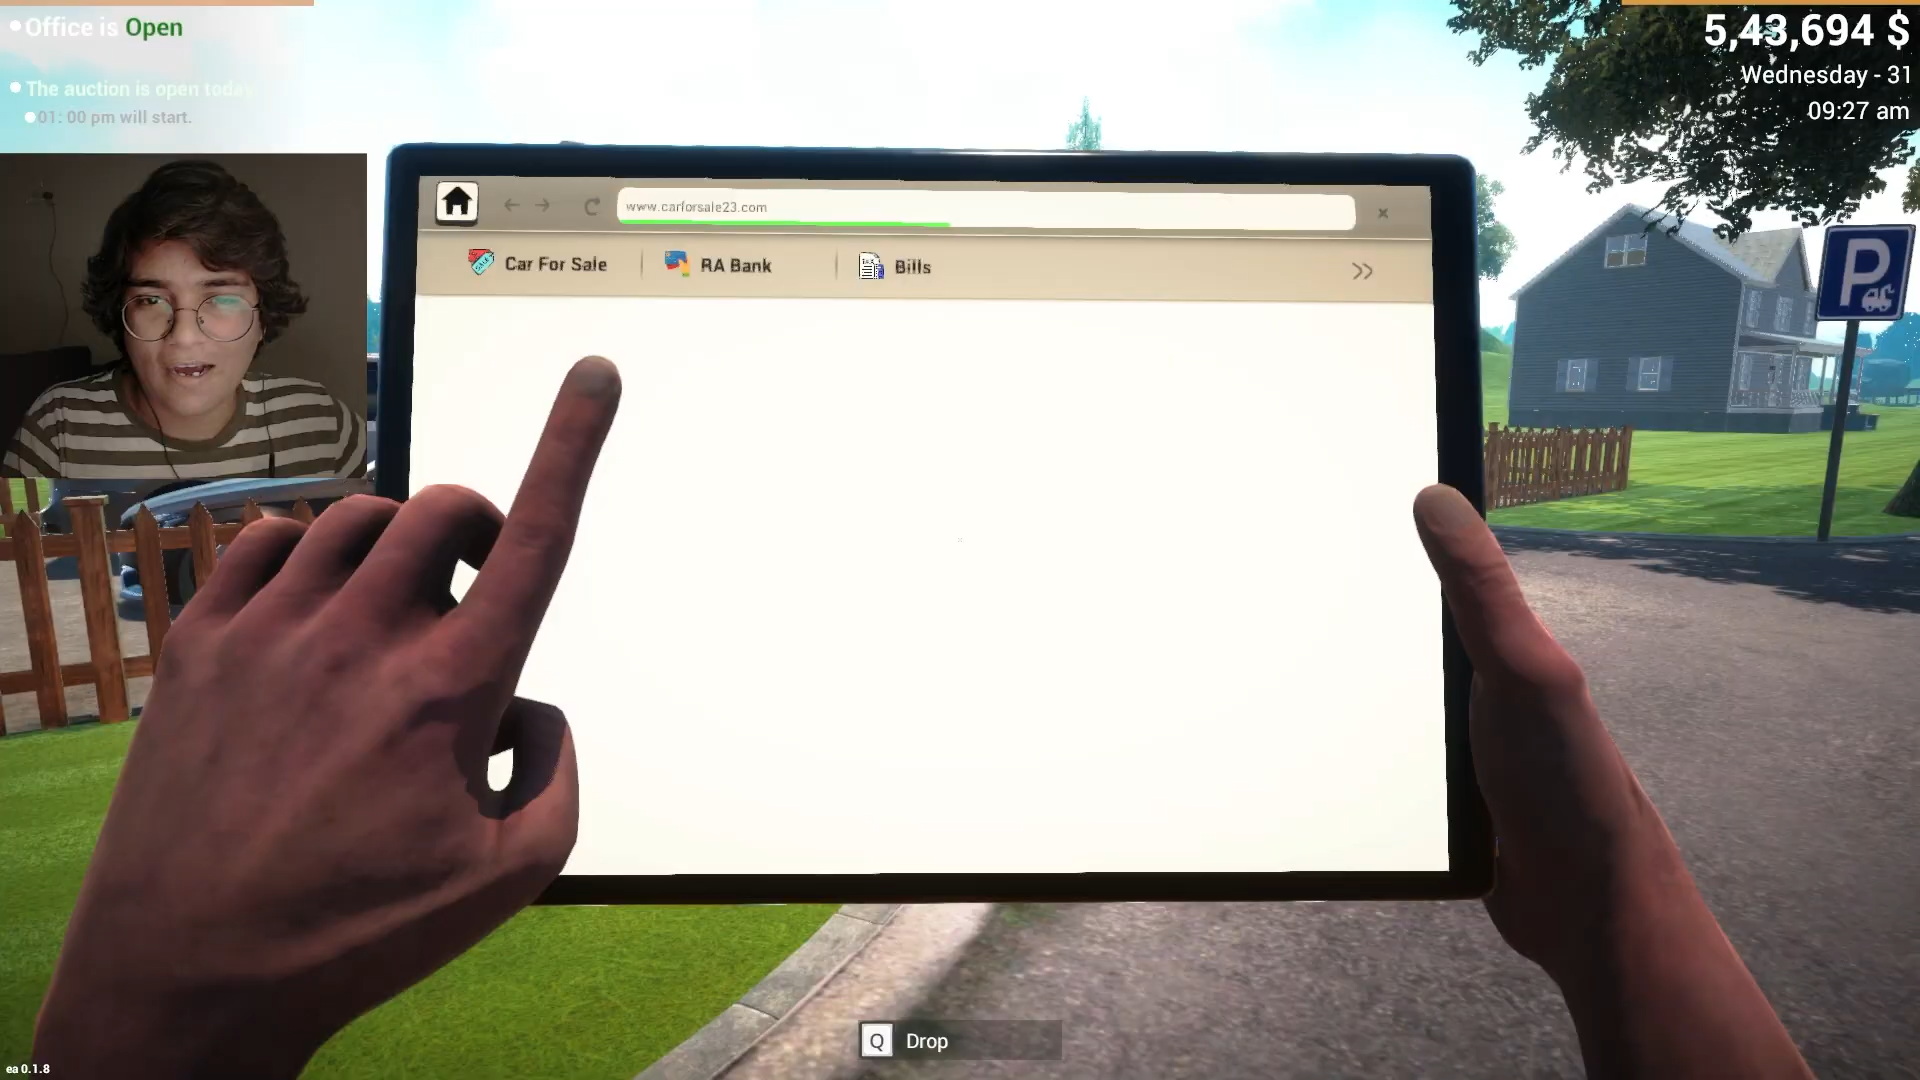 Office is Open
The auction is open today
01: 00 pm will start.
5,43,694 $
Wednesday - 31
09:27 am
www.carforsale23.com
Car For Sale
RA Bank
Bills
P
Q Drop
ea 0.1.8